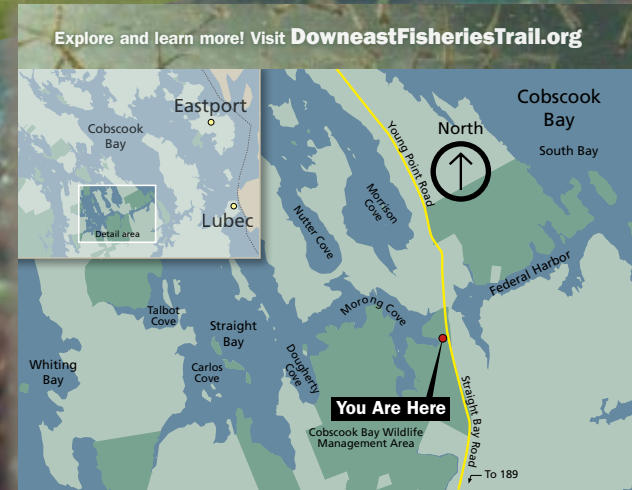 Explore and learn more! Visit DowneastFisheriesTrail.org
Eastport
Cobscook
Bay
Lubec
Detail area
Cobscook
Bay
North
South Bay
Young Point Road
Morrison
Cove
Nutter Cove
Federal Harbor
Morong Cove
Talbot
Cove
Straight
Bay
Dougherty
Cove
Carlos
Cove
Whiting
Bay
You Are Here
Cobscook Bay Wildlife
Management Area
Straight Bay Road
To 189